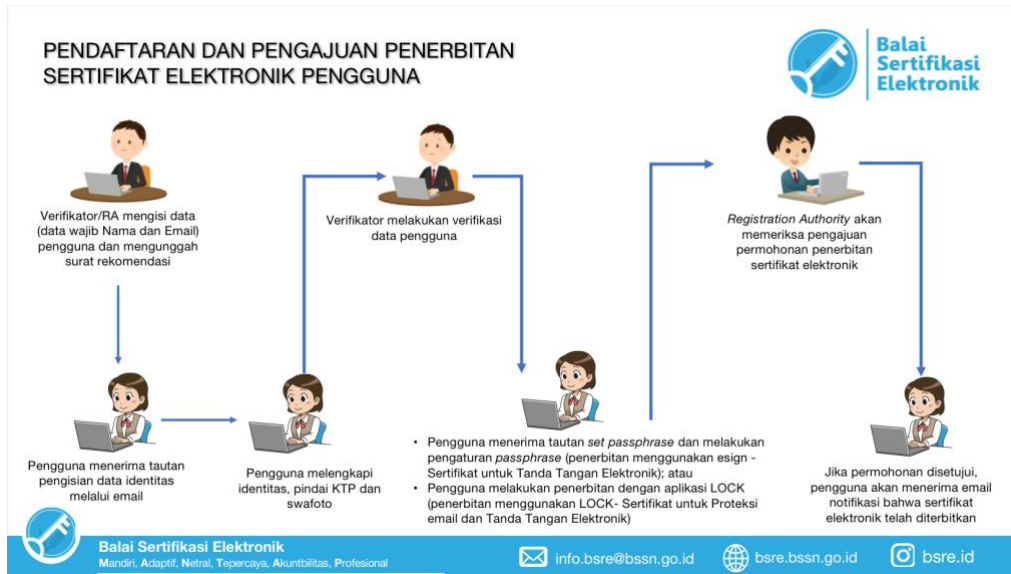 PENDAFTARAN DAN PENGAJUAN PENERBITAN
SERTIFIKAT ELEKTRONIK PENGGUNA
Balai
Sertifikasi
Elektronik
Verifikator/RA mengisi data
(data wajib Nama dan Email)
pengguna dan mengunggah
surat rekomendasi
Verifikator melakukan verifikasi
data pengguna
Registration Authority akan
memeriksa pengajuan
permohonan penerbitan
sertifikat elektronik
Pengguna menerima tautan
pengisian data identitas
melalui email
Pengguna melengkapi
identitas, pindai KTP dan
swafoto
• Pengguna menerima tautan set passphrase dan melakukan
pengaturan passphrase (penerbitan menggunakan esign -
Sertifikat untuk Tanda Tangan Elektronik); atau
• Pengguna melakukan penerbitan dengan aplikasi LOCK
(penerbitan menggunakan LOCK- Sertifikat untuk Proteksi
email dan Tanda Tangan Elektronik)
Jika permohonan disetujui,
pengguna akan menerima email
notifikasi bahwa sertifikat
elektronik telah diterbitkan
Balai Sertifikasi Elektronik
Mandiri, Adaptif, Netral, Tepercaya, Akuntbilitas, Profesional
info.bsre@bssn.go.id
bsre.bssn.go.id
bsre.id